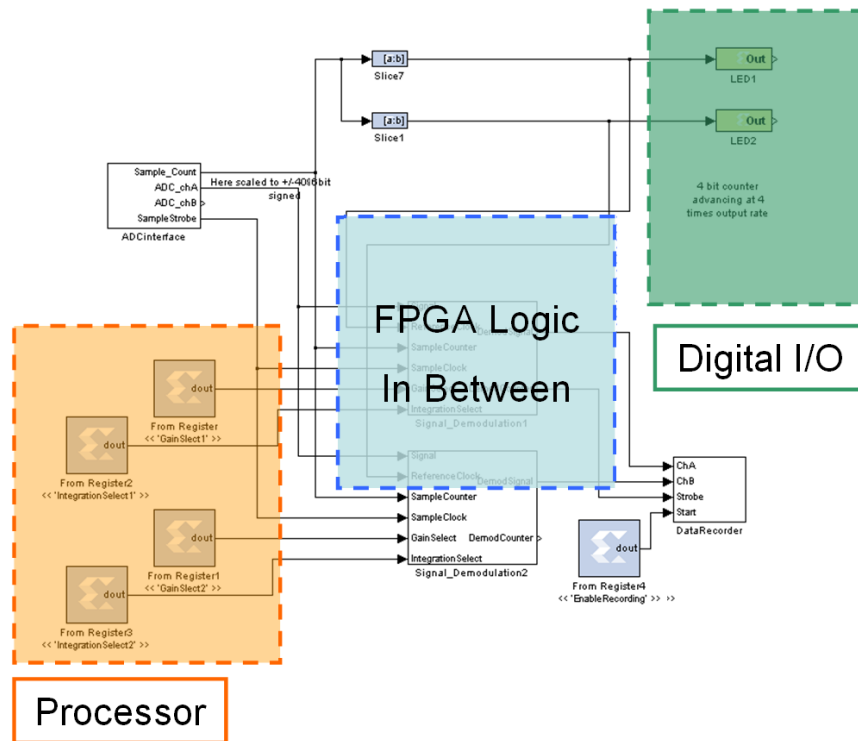 [a:b]
Slice7
Out
LED1
[a:b]
Slice1
Out
LED2
Sample_Count
ADC_chA
ADC_chB
SampleStrobe
ADCinterface
Here scaled to +/-
signed
4 bit counter
advancing at 4
times output rate
FPGA Logic
In Between
SampleCounter
SampleClock
IntegrationSelect
Signal_Demodulation1
Digital I/O
dout
From Register
<< 'GainSlect1' >>
dout
From Register2
<< 'IntegrationSelect1' >>
dout
From Register1
<< 'GainSlect2' >>
dout
From Register3
<< 'IntegrationSelect2' >>
Signal
ReferenceClock
DemodSignal
SampleCounter
SampleClock
GainSelect
DemodCounter
IntegrationSelect
Signal_Demodulation2
ChA
ChB
Strobe
Start
DataRecorder
dout
From Register4
<< 'EnableRecording' >> >>
Processor